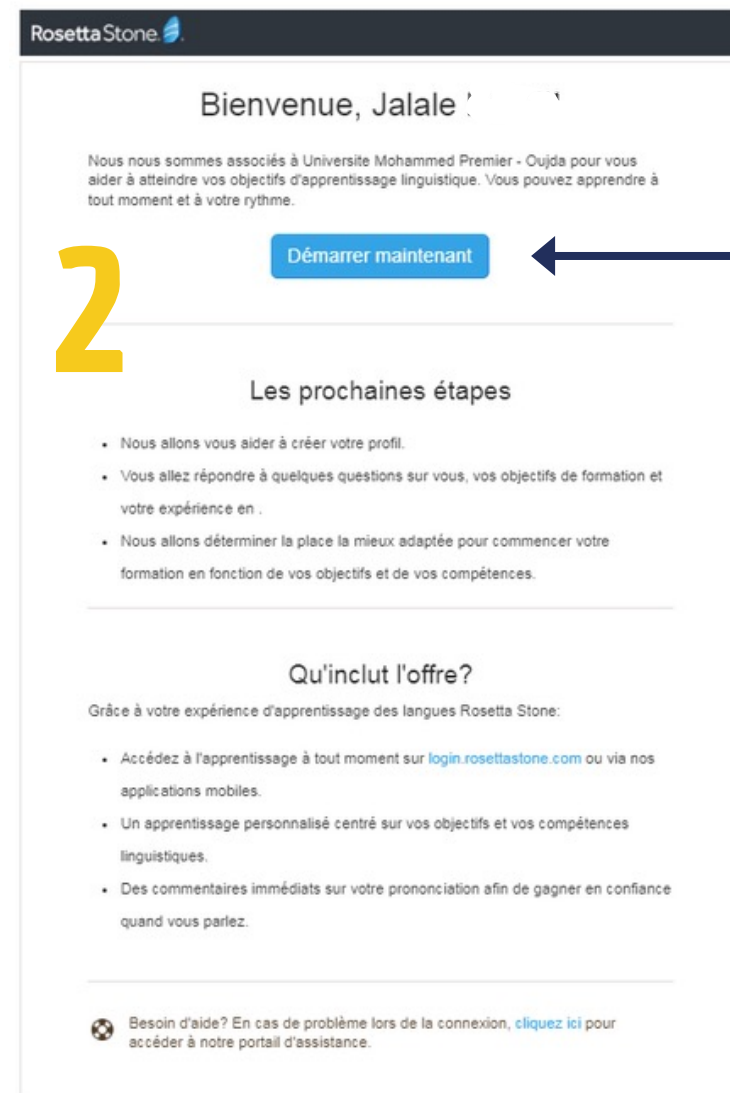 RosettaStone
Bienvenue, Jalale
Nous nous sommes associés à Universite Mohammed Premier - Oujda pour vous
aider à atteindre vos objectifs d'apprentissage linguistique. Vous pouvez apprendre à
tout moment et à votre rythme.
Démarrer maintenant
2
Les prochaines étapes
• Nous allons vous aider à créer votre profil.
• Vous allez répondre à quelques questions sur vous, vos objectifs de formation et
votre expérience en .
• Nous allons déterminer la place la mieux adaptée pour commencer votre
formation en fonction de vos objectifs et de vos compétences.
Qu'inclut l'offre?
Grâce à votre expérience d'apprentissage des langues Rosetta Stone:
• Accédez à l'apprentissage à tout moment sur login.rosettastone.com ou via nos
applications mobiles.
• Un apprentissage personnalisé centré sur vos objectifs et vos compétences
linguistiques.
• Des commentaires immédiats sur votre prononciation afin de gagner en confiance
quand vous parlez.
Besoin d'aide? En cas de problème lors de la connexion, cliquez ici pour
accéder à notre portail d'assistance.